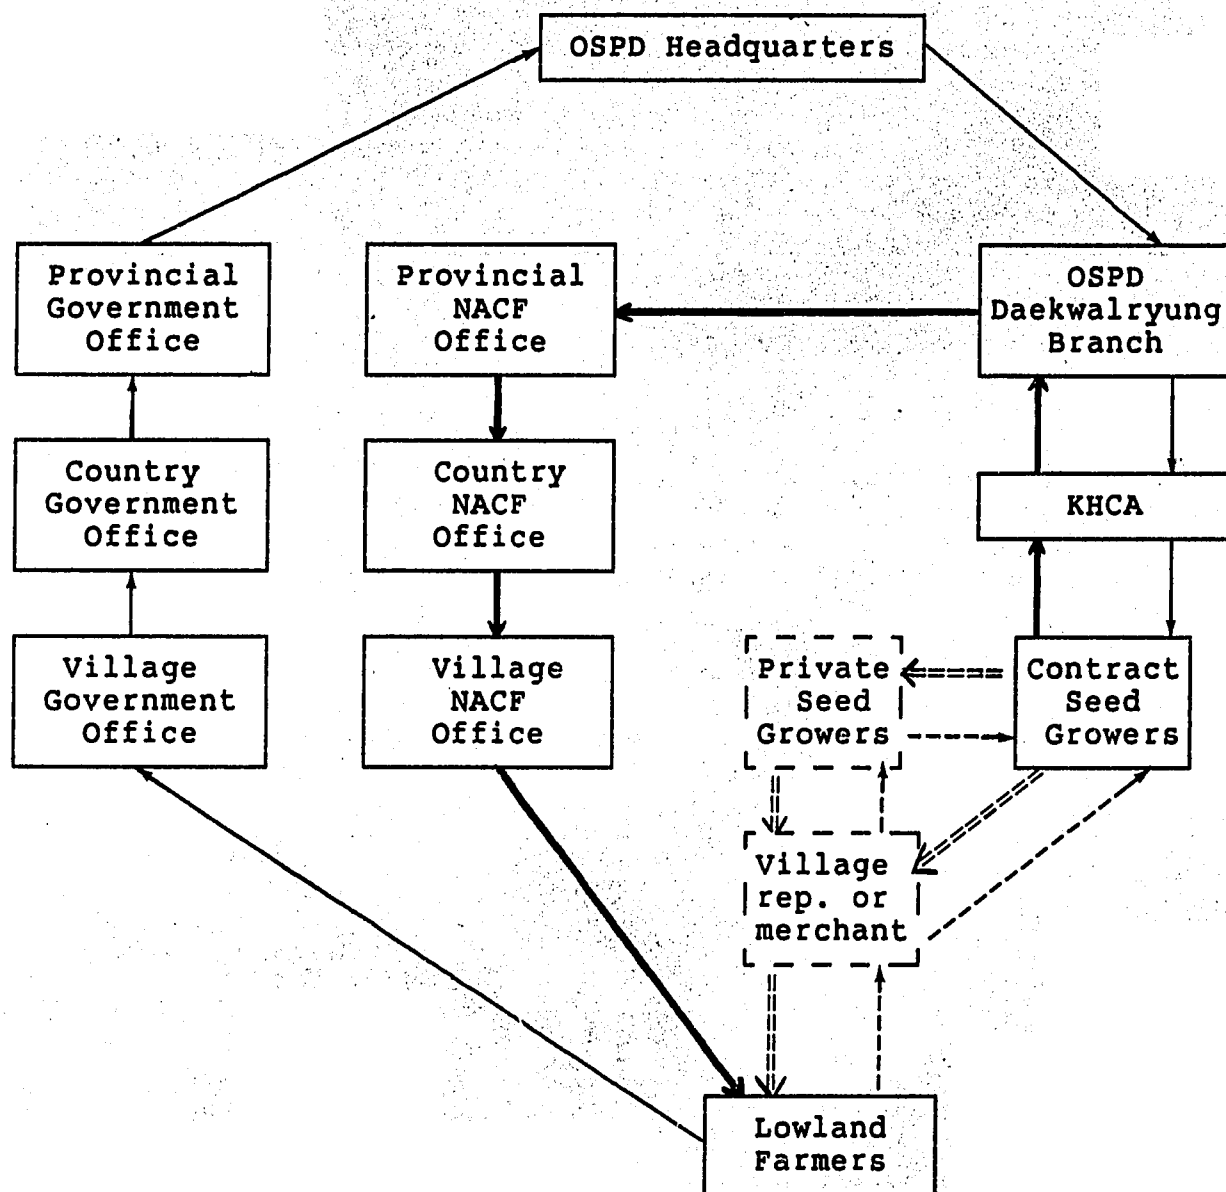 OSPD Headquarters
Provincial
Government
Office
Provincial
NACF
Office
OSPD
Daekwalryung
Branch
Country
Government
Office
Country
NACF
Office
KHCA
Village
Government
Office
Village
NACF
Office
Private
Seed
Growers
Contract
Seed
Growers
Village
rep. or
merchant
Lowland
Farmers